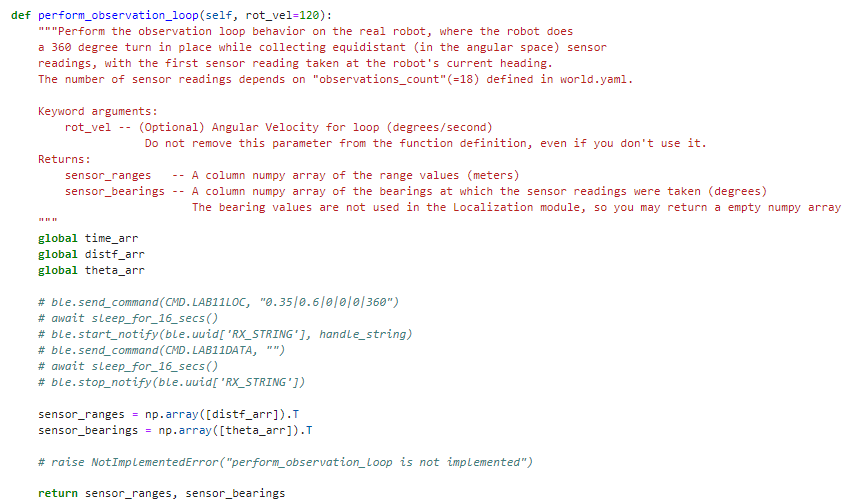 def perform_observation_loop(self, rot_vel=120):
    """Perform the observation loop behavior on the real robot, where the robot does
    a 360 degree turn in place while collecting equidistant (in the angular space) sensor
    readings, with the first sensor reading taken at the robot's current heading.
    The number of sensor readings depends on "observations_count"(=18) defined in world.yaml.

    Keyword arguments:
        rot_vel -- (Optional) Angular Velocity for loop (degrees/second)
                    Do not remove this parameter from the function definition, even if you don't use it.
    Returns:
        sensor_ranges   -- A column numpy array of the range values (meters)
        sensor_bearings -- A column numpy array of the bearings at which the sensor readings were taken (degrees)
                           The bearing values are not used in the Localization module, so you may return a empty numpy array
    """
    global time_arr
    global distf_arr
    global theta_arr

    # ble.send_command(CMD.LAB11LOC, "0.35|0.6|0|0|0|360")
    # await sleep_for_16_secs()
    # ble.start_notify(ble.uuid['RX_STRING'], handle_string)
    # ble.send_command(CMD.LAB11DATA, "")
    # await sleep_for_16_secs()
    # ble.stop_notify(ble.uuid['RX_STRING'])

    sensor_ranges = np.array([distf_arr]).T
    sensor_bearings = np.array([theta_arr]).T

    # raise NotImplementedError("perform_observation_loop is not implemented")

    return sensor_ranges, sensor_bearings